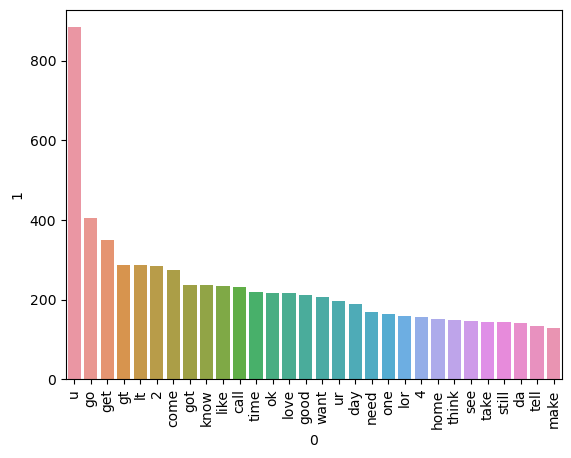 800
600
400
200
0
1
u
go
get
gt
lt
2
come
got
know
like
call
time
ok
love
good
want
ur
day
need
one
lor
4
home
think
see
take
still
da
tell
make
0